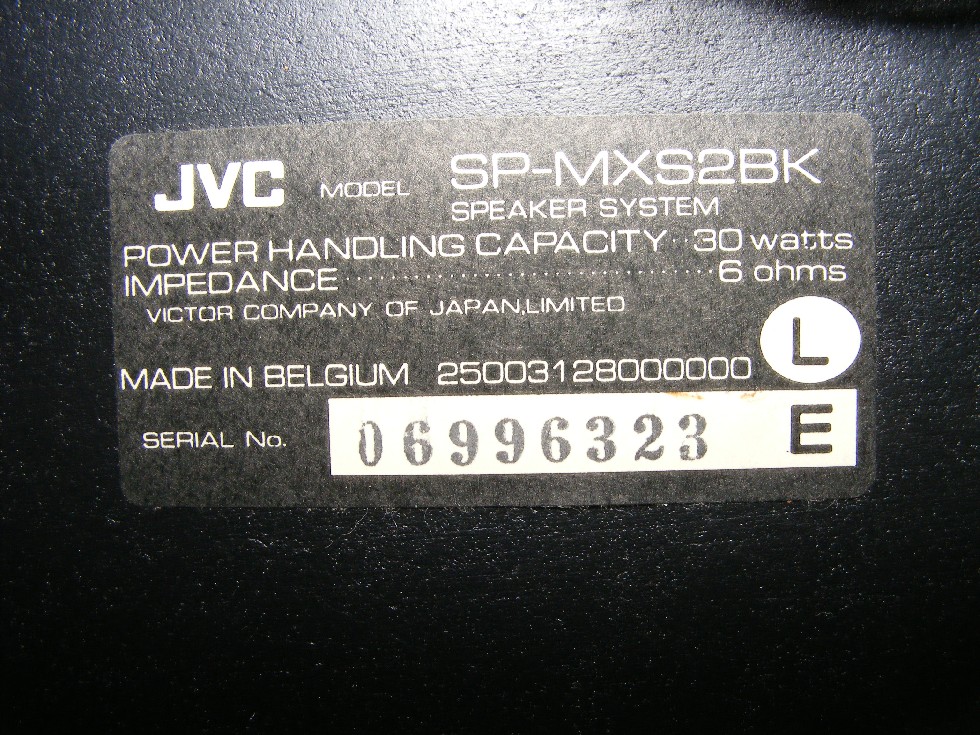 JVC MODEL SP-MXS2BK
SPEAKER SYSTEM
POWER HANDLING CAPACITY ·· 30 watts
IMPEDANCE ······························ 6 ohms
VICTOR COMPANY OF JAPAN,LIMITED
L
MADE IN BELGIUM 25003128000000
SERIAL No. 06996323 E